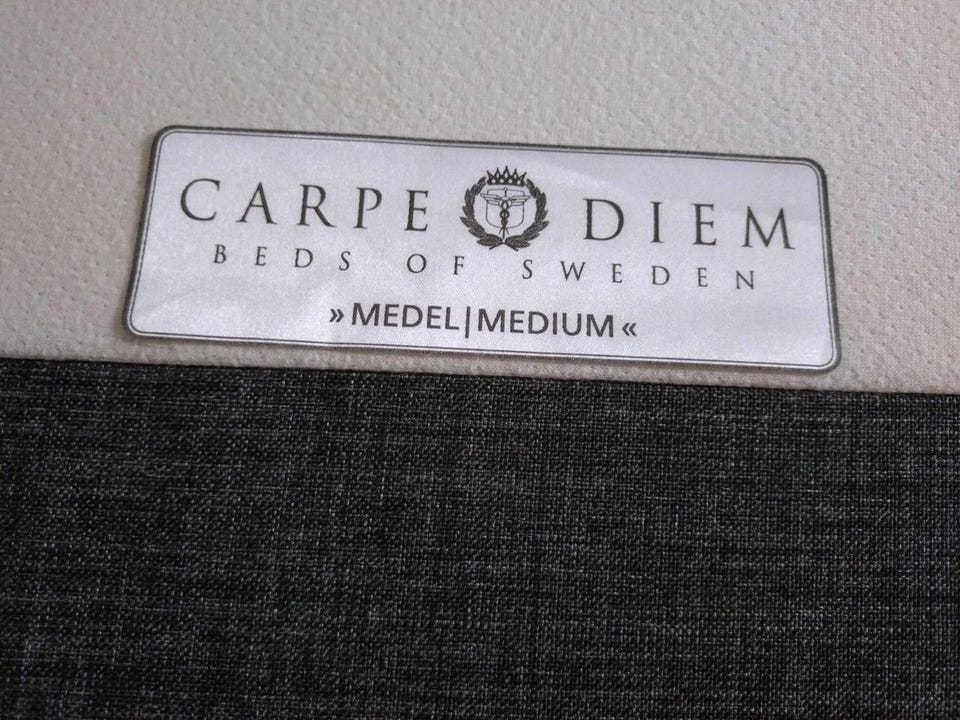 CARPE DIEM
BEDS OF SWEDEN
»MEDEL|MEDIUM«